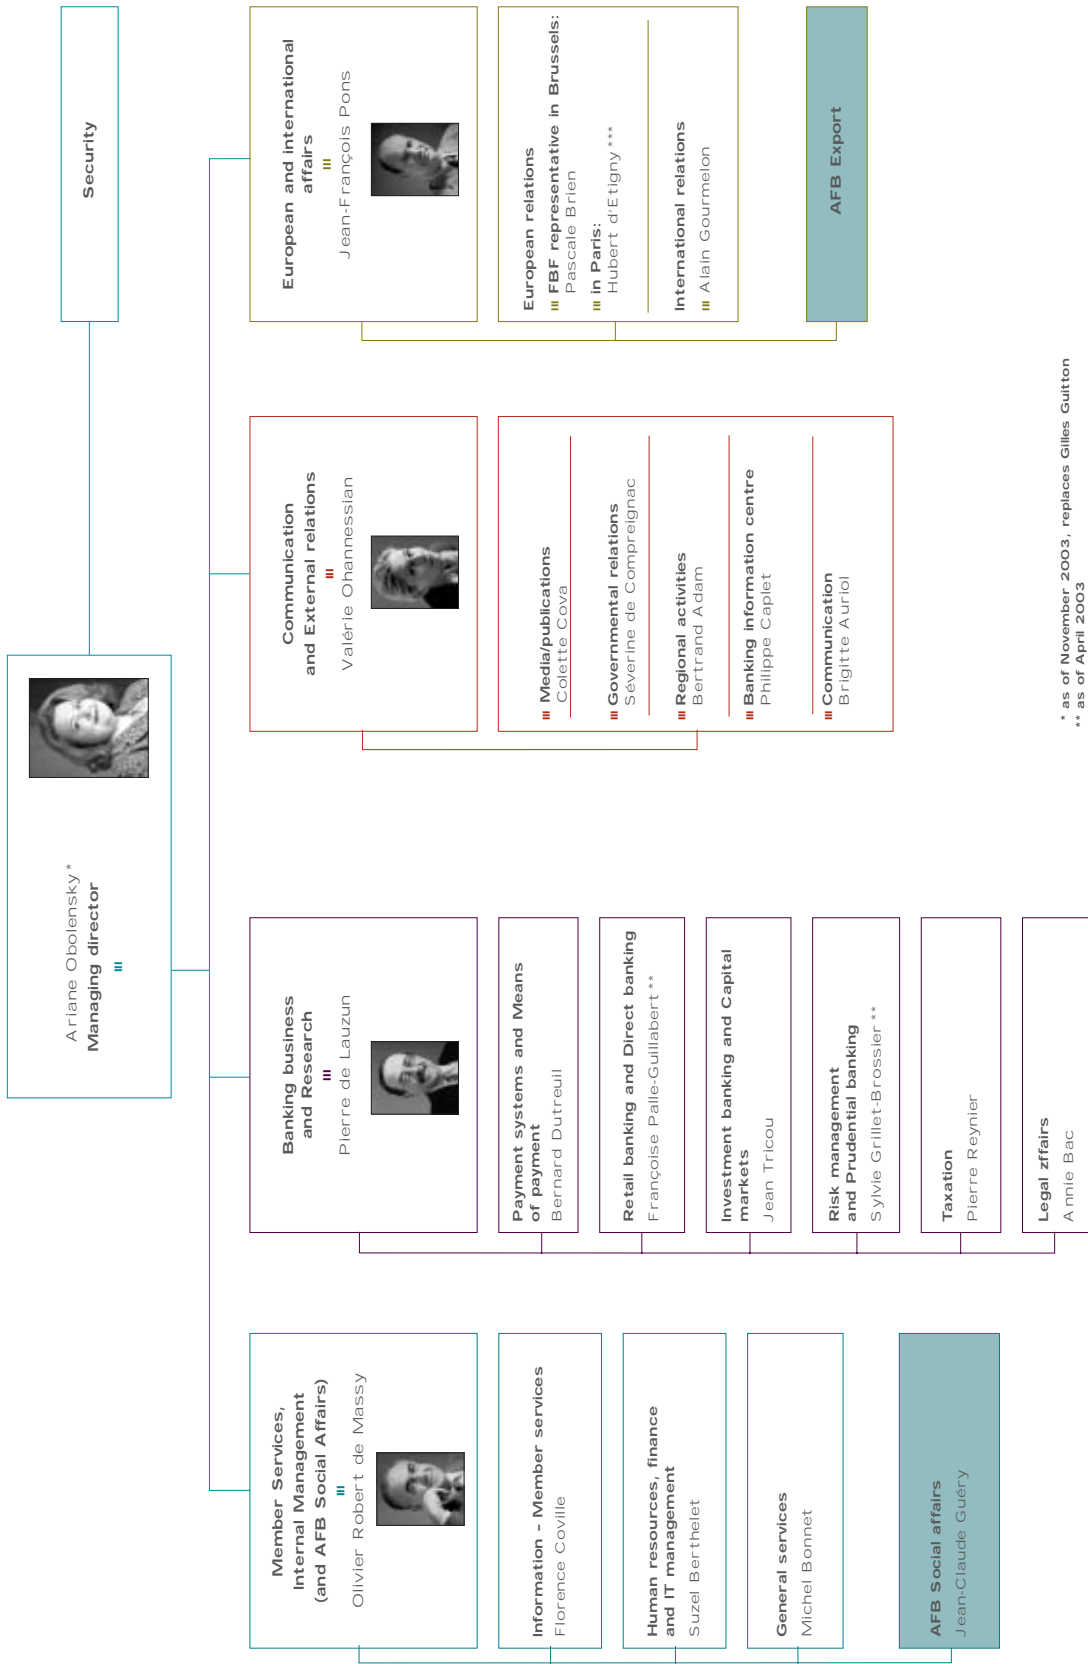 Ariane Obolensky*
Managing director
Security
Member Services,
Internal Management
(and AFB Social Affairs)
Olivier Robert de Massy
Information - Member services
Florence Coville
Human resources, finance
and IT management
Suzel Berthelet
General services
Michel Bonnet
AFB Social affairs
Jean-Claude Guéry
Banking business
and Research
Pierre de Lauzun
Payment systems and Means
of payment
Bernard Dutreuil
Retail banking and Direct banking
Françoise Palle-Guillabert**
Investment banking and Capital
markets
Jean Tricou
Risk management
and Prudential banking
Sylvie Grillet-Brossier**
Taxation
Pierre Reynier
Legal zffairs
Annie Bac
Communication
and External relations
Valérie Ohannessian
Media/publications
Colette Cova
Governmental relations
Séverine de Compreignac
Regional activities
Bertrand Adam
Banking information centre
Philippe Caplet
Communication
Brigitte Auriol
European and international
affairs
Jean-François Pons
European relations
FBF representative in Brussels:
Pascale Brien
in Paris:
Hubert d'Etigny***
International relations
Alain Gourmelon
AFB Export
* as of November 2003, replaces Gilles Guitton
** as of April 2003